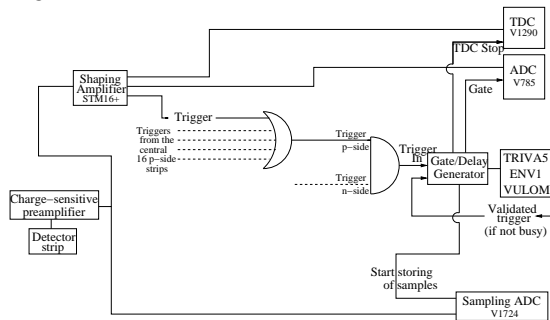 TDC
V1290
TDC Stop
Shaping
Amplifier
STM16+
ADC
V785
Gate
Trigger
Triggers
from the
central
16 p-side
strips
Trigger
p-side
Trigger
In
Trigger
n-side
Gate/Delay
Generator
TRIVA5
ENV1
VULOM
Charge-sensitive
preamplifier
Detector
strip
Validated
trigger
(if not busy)
Start storing
of samples
Sampling ADC
V1724